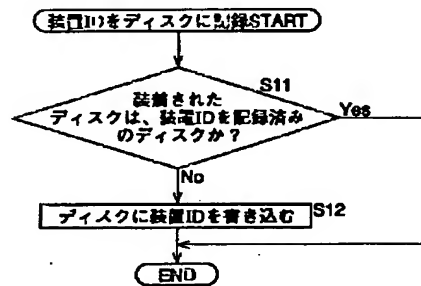 装置IDをディスクに記録START
S11
装着された
ディスクは、装置IDを記録済み
のディスクか？
Yes
No
ディスクに装置IDを書き込む
S12
END